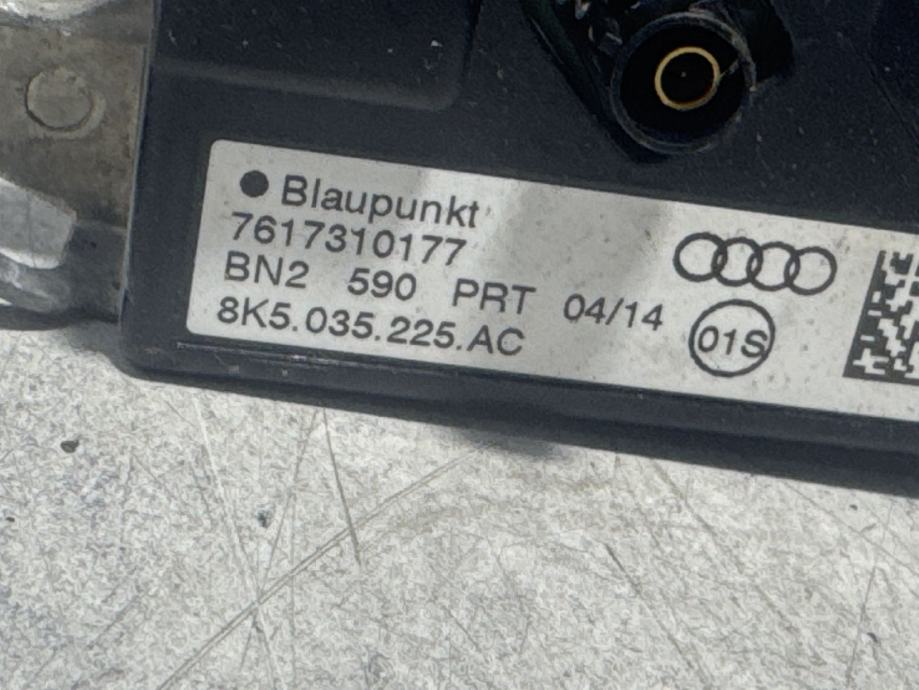 Blaupunkt
7617310177
BN2 590 PRT 04/14
8K5.035.225.AC
01S